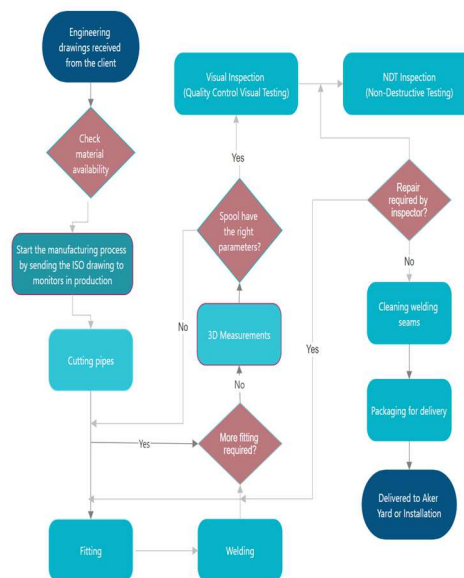 Engineering
drawings received
from the client
Check
material
availability
Start the manufacturing process
by sending the ISO drawing to
monitors in production
Cutting pipes
Fitting
Welding
More fitting
required?
Yes
No
3D Measurements
Spool have
the right
parameters?
No
Yes
Visual Inspection
(Quality Control Visual Testing)
NDT Inspection
(Non-Destructive Testing)
Repair
required by
inspector?
Yes
No
Cleaning welding
seams
Packaging for delivery
Delivered to Aker
Yard or Installation